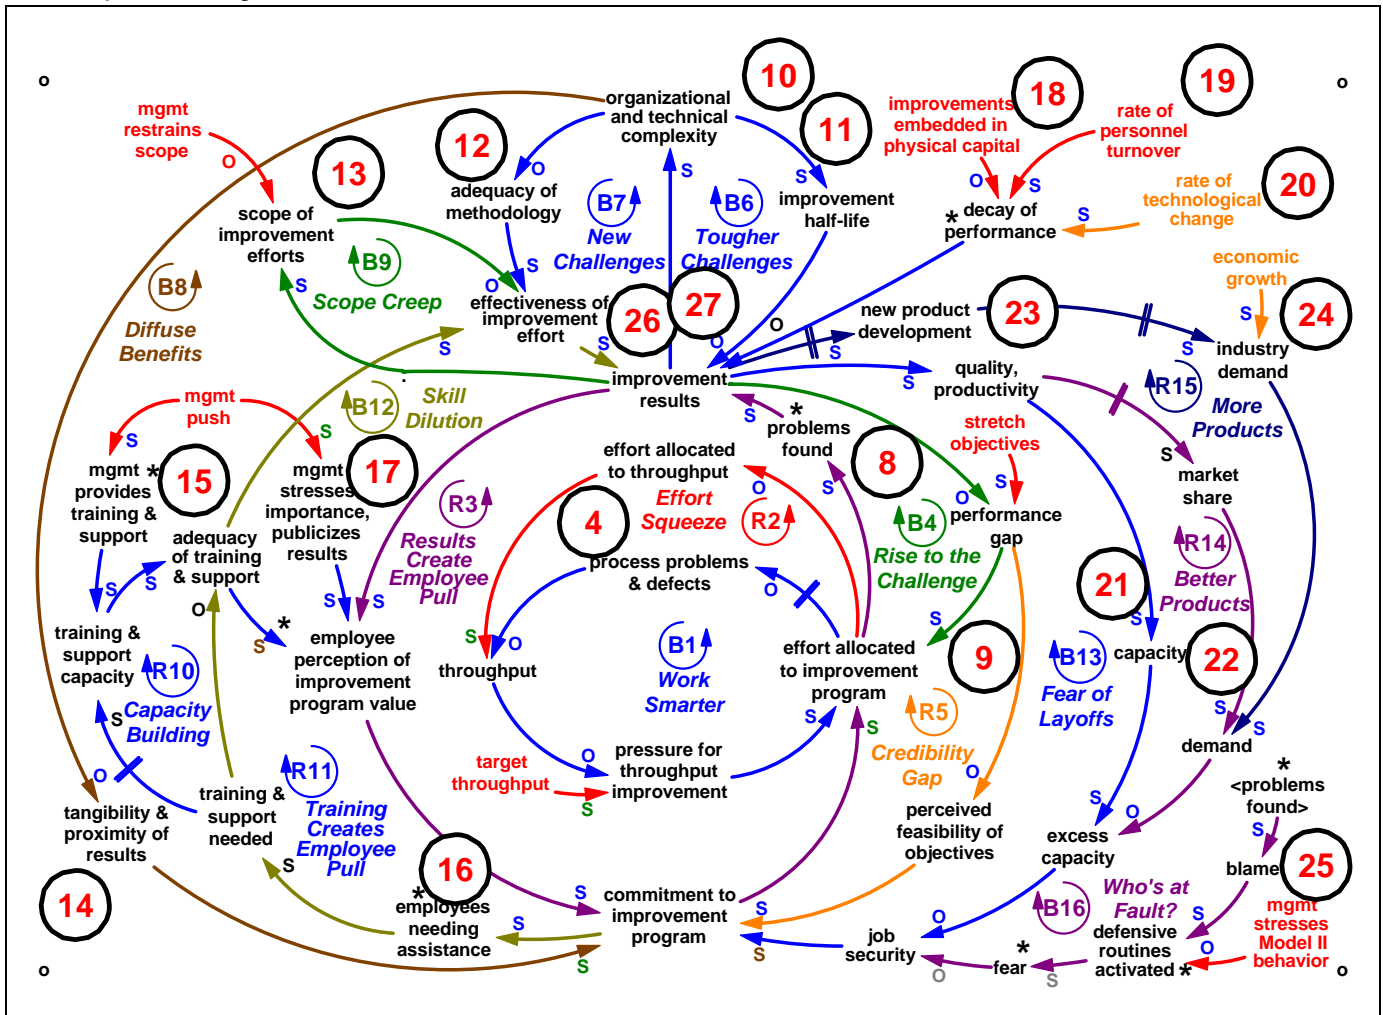 o
o
mgmt
restrains
scope
O
13
12
organizational
and technical
complexity
10
11
improvements
embedded in
physical capital
18
rate of
personnel
turnover
19
rate of
technological
change
20
O
adequacy of
methodology
S
S
improvement
half-life
O
S
S
*
decay of
performance
scope of
improvement
efforts
S
B9
Scope Creep
B7
New
Challenges
B6
Tougher
Challenges
B8
Diffuse
Benefits
O
S
effectiveness of
improvement
effort
S
26
27
O
O
S
new product
development
23
economic
growth
S
24
S
industry
demand
improvement
results
S
quality,
productivity
R15
More
Products
mgmt
push
B12
Skill
Dilution
S
S
S
mgmt
provides
training &
support
*
15
mgmt
stresses
importance,
publicizes
results
17
effort allocated
to throughput
S
*
problems
found
S
stretch
objectives
S
market
share
8
O
S
performance
gap
R3
Results
Create
Employee
Pull
4
Effort
Squeeze
R2
O
B4
Rise to the
Challenge
R14
Better
Products
adequacy
of training
& support
process problems
& defects
O
21
S
S
O
S
S
S
*
training &
support
capacity
employee
perception of
improvement
program value
S
O
throughput
B1
Work
Smarter
effort allocated
to improvement
program
S
9
B13
Fear of
Layoffs
S
capacity
22
R10
Capacity
Building
S
S
S
R5
Credibility
Gap
S
S
demand
O
R11
Training
Creates
Employee
Pull
target
throughput
O
S
pressure for
throughput
improvement
O
*
<problems
found>
tangibility &
proximity of
results
training &
support
needed
perceived
feasibility of
objectives
S
O
excess
capacity
S
blame
25
S
14
16
*
employees
needing
assistance
S
S
commitment to
improvement
program
S
S
S
B16
Who's at
Fault?
defensive
routines
activated
*
S
O
mgmt
stresses
Model II
behavior
O
job
security
O
fear
*
S
o
o